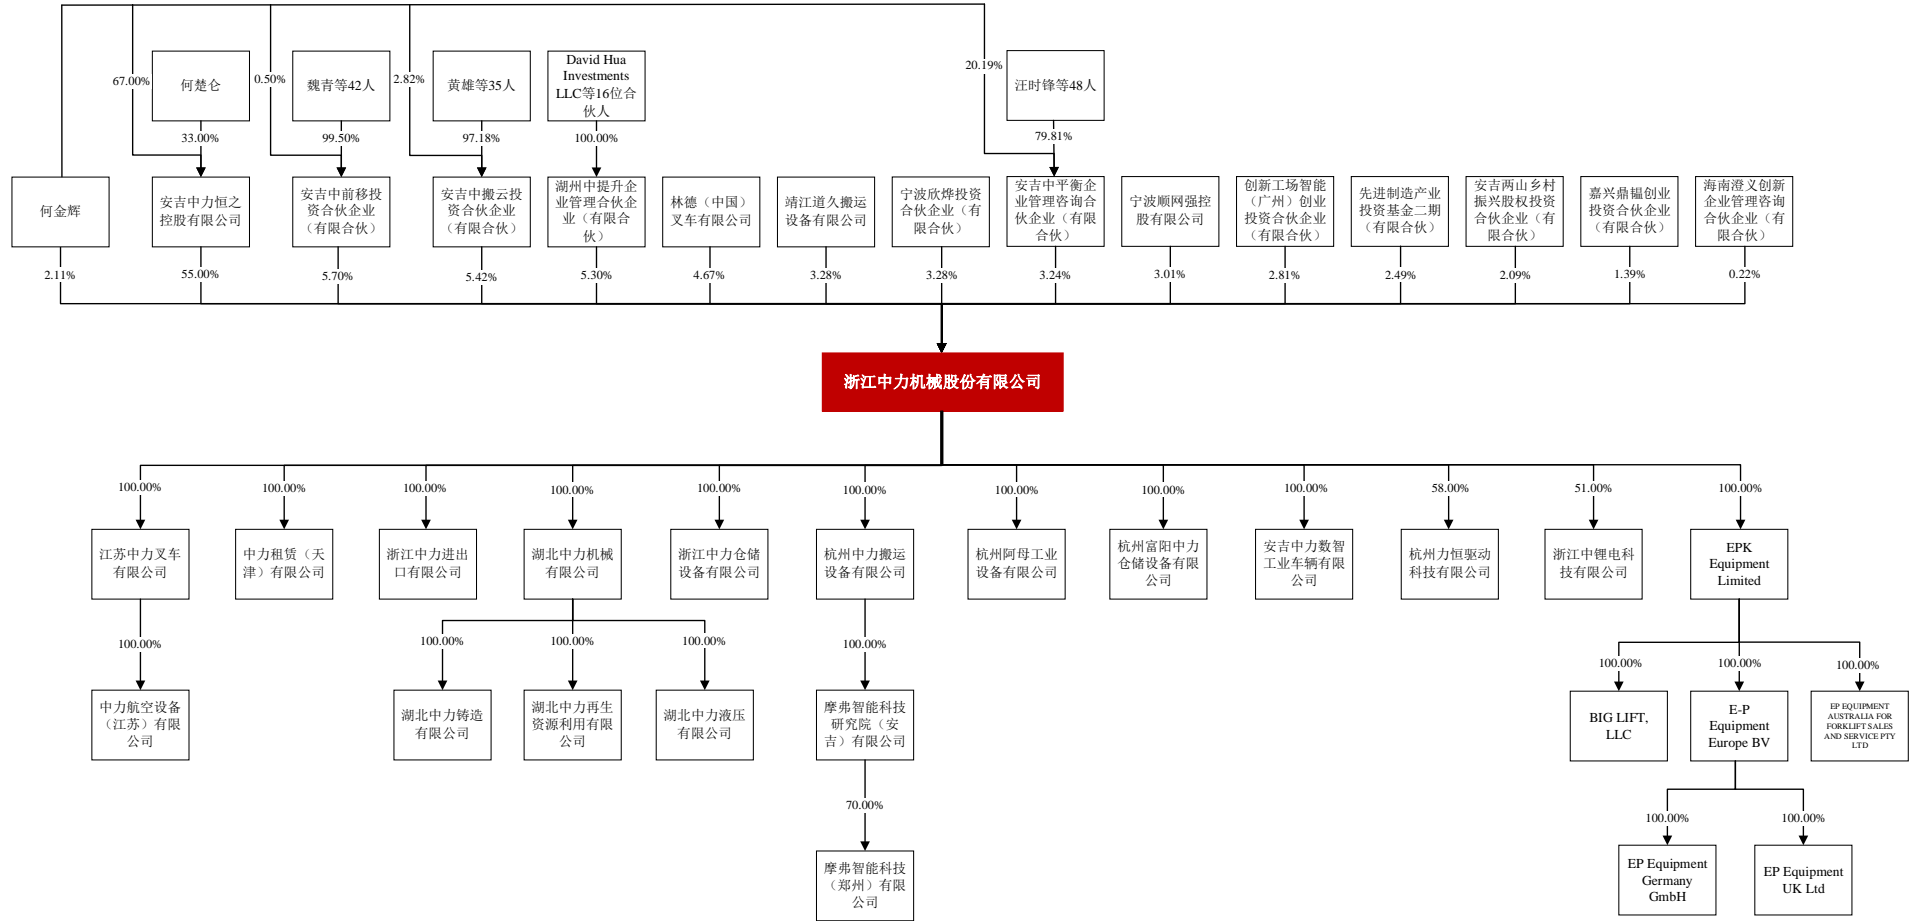 David Hua
Investments
LLC等16位合
伙人
何楚仑
魏青等42人
黄雄等35人
汪时锋等48人
67.00%
0.50%
2.82%
20.19%
33.00%
99.50%
97.18%
100.00%
79.81%
何金辉
安吉中力恒之
控股有限公司
安吉中前移投
资合伙企业
（有限合伙）
安吉中搬云投
资合伙企业
（有限合伙）
湖州中提升企
业管理合伙企
业（有限合
伙）
林德（中国）
叉车有限公司
靖江道久搬运
设备有限公司
宁波欣烨投资
合伙企业（有
限合伙）
安吉中平衡企
业管理咨询合
伙企业（有限
合伙）
宁波顺网强控
股有限公司
创新工场智能
（广州）创业
投资合伙企业
（有限合伙）
先进制造产业
投资基金二期
（有限合伙）
安吉两山乡村
振兴股权投资
合伙企业（有
限合伙）
嘉兴鼎韫创业
投资合伙企业
（有限合伙）
海南澄义创新
企业管理咨询
合伙企业（有
限合伙）
2.11%
55.00%
5.70%
5.42%
5.30%
4.67%
3.28%
3.28%
3.24%
3.01%
2.81%
2.49%
2.09%
1.39%
0.22%
浙江中力机械股份有限公司
100.00%
100.00%
100.00%
100.00%
100.00%
100.00%
100.00%
100.00%
100.00%
58.00%
51.00%
100.00%
江苏中力叉车
有限公司
中力租赁（天
津）有限公司
浙江中力进出
口有限公司
湖北中力机械
有限公司
浙江中力仓储
设备有限公司
杭州中力搬运
设备有限公司
杭州阿母工业
设备有限公司
杭州富阳中力
仓储设备有限
公司
安吉中力数智
工业车辆有限
公司
杭州力恒驱动
科技有限公司
浙江中锂电科
技有限公司
EPK
Equipment
Limited
100.00%
100.00%
100.00%
100.00%
100.00%
100.00%
100.00%
100.00%
中力航空设备
（江苏）有限
公司
湖北中力铸造
有限公司
湖北中力再生
资源利用有限
公司
湖北中力液压
有限公司
摩弗智能科技
研究院（安
吉）有限公司
BIG LIFT,
LLC
E-P
Equipment
Europe BV
EP EQUIPMENT
AUSTRALIA FOR
FORKLIFT SALES
AND SERVICE PTY
LTD
70.00%
100.00%
100.00%
摩弗智能科技
（郑州）有限
公司
EP Equipment
Germany
GmbH
EP Equipment
UK Ltd